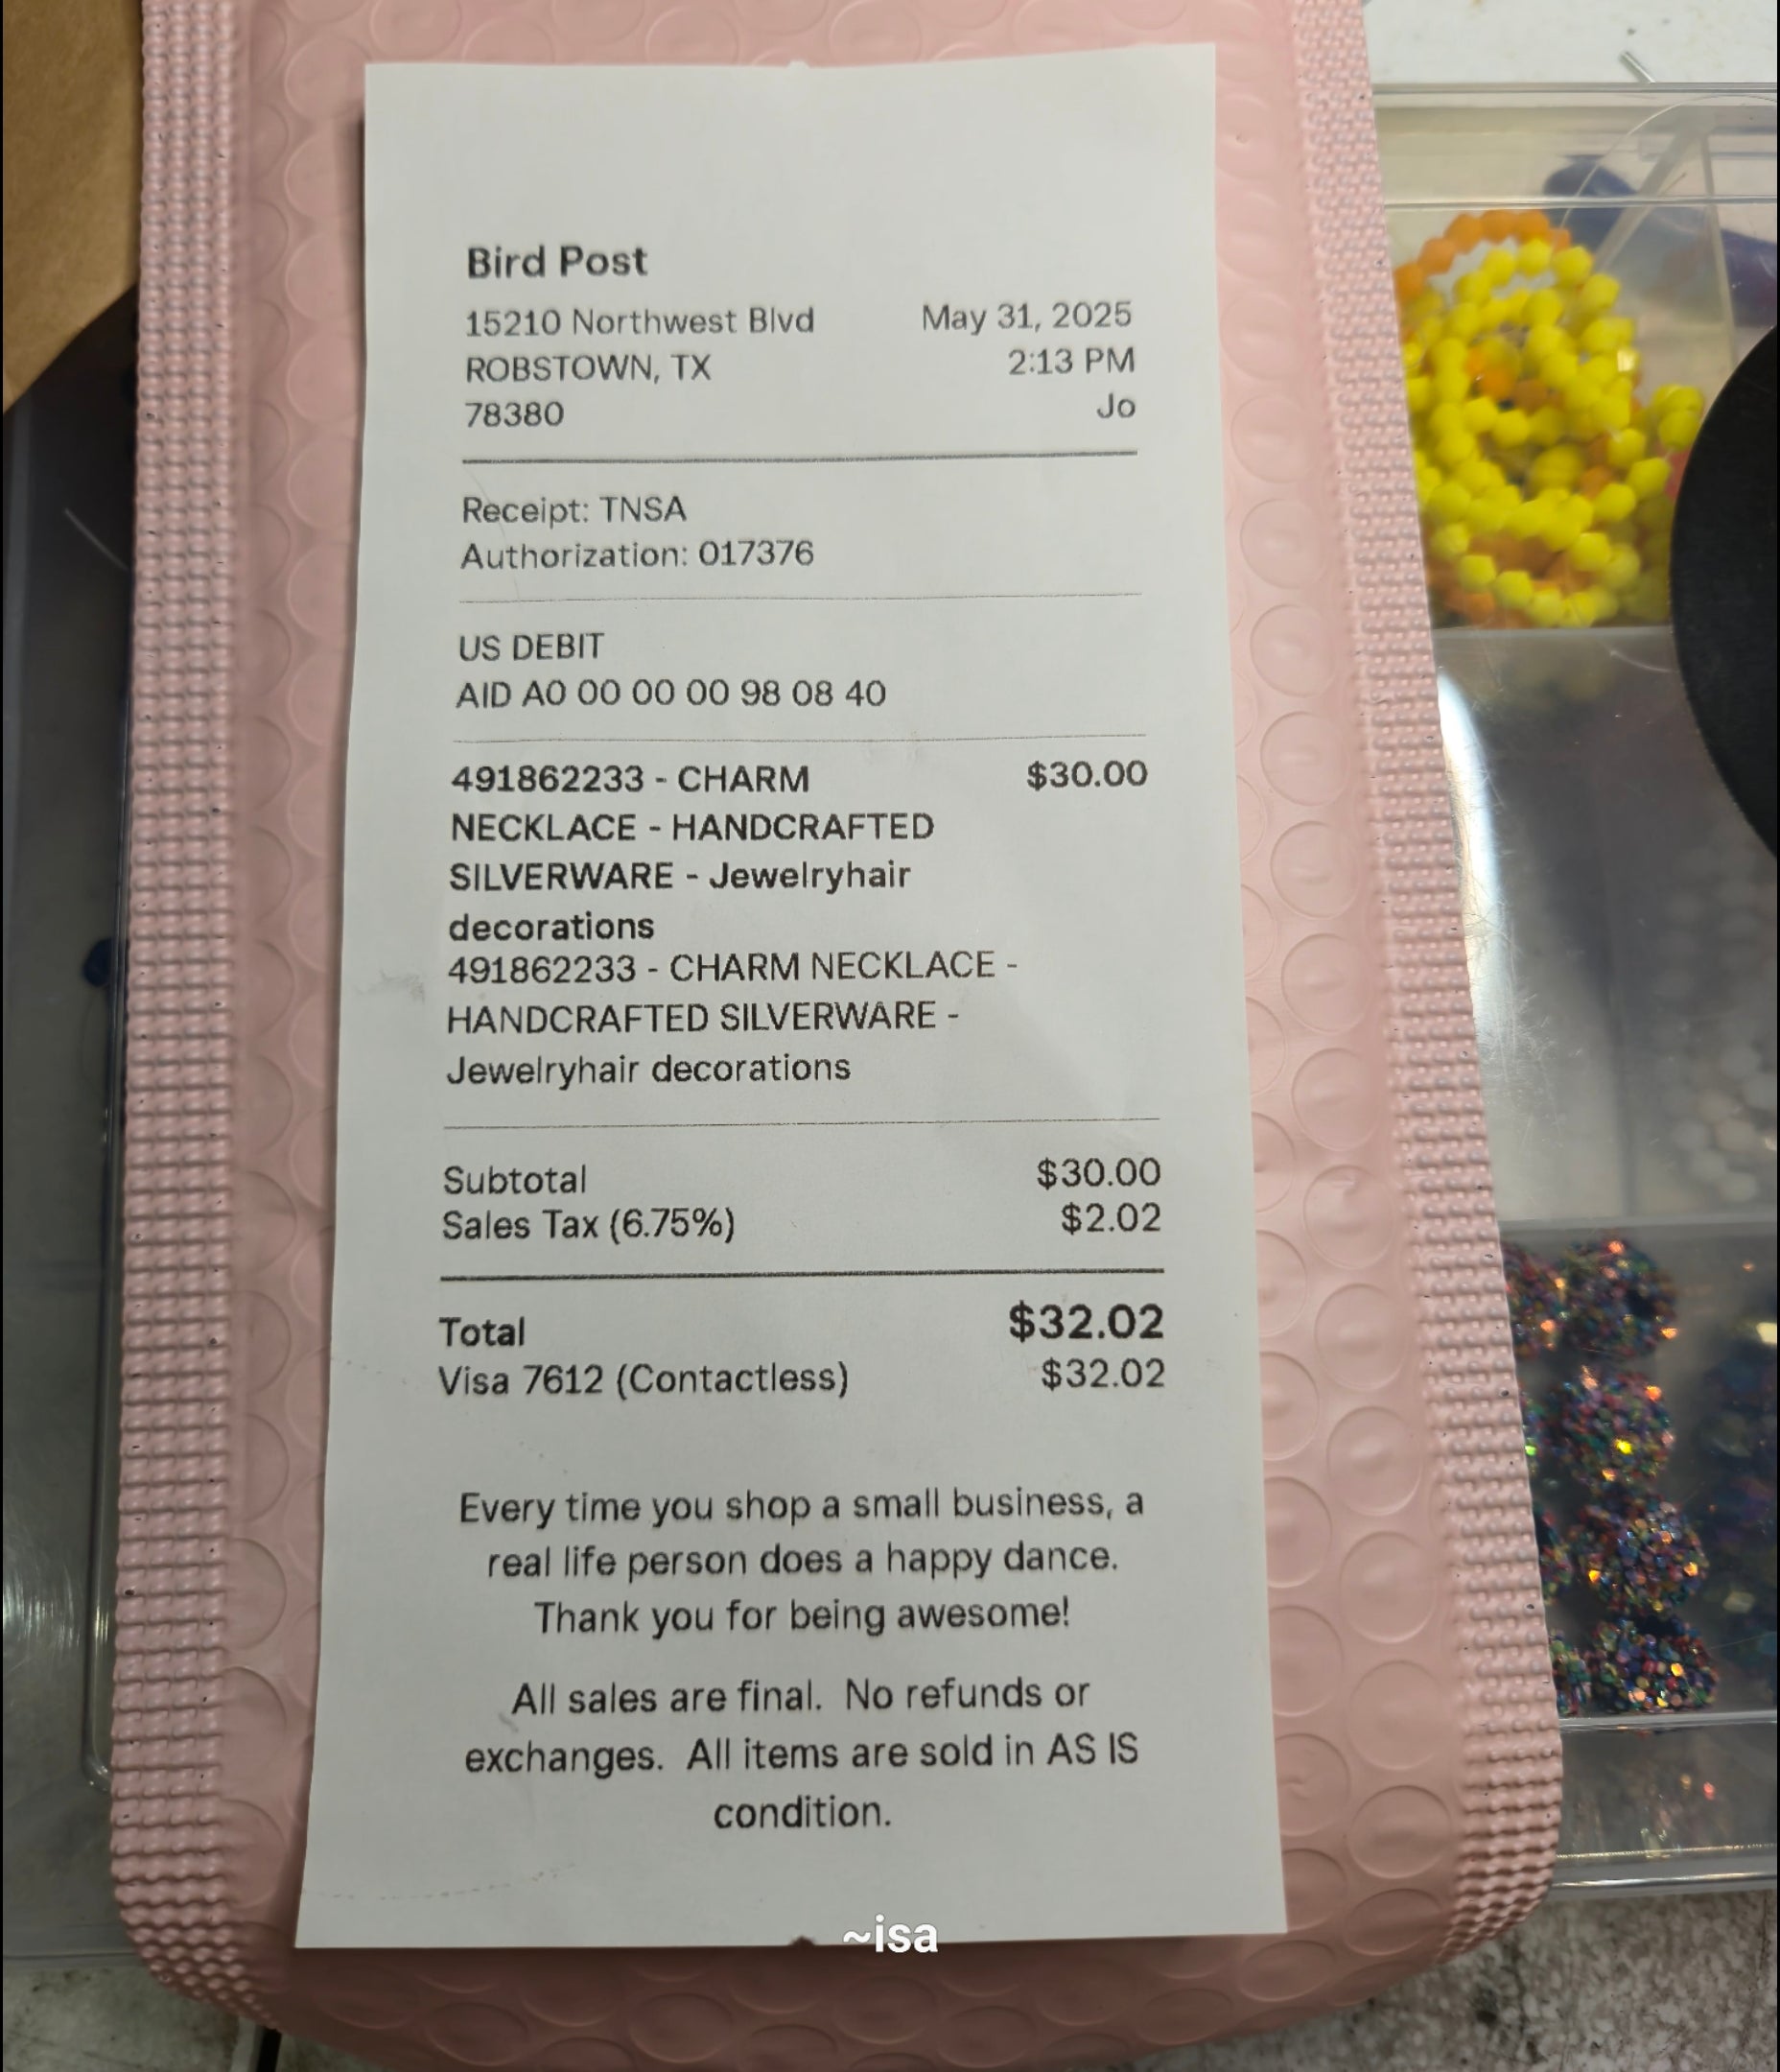 Bird Post
15210 Northwest Blvd May 31, 2025
ROBSTOWN, TX 2:13 PM
78380 Jo
Receipt: TNSA
Authorization: 017376
US DEBIT
AID A0 00 00 00 98 08 40
491862233 - CHARM $30.00
NECKLACE - HANDCRAFTED
SILVERWARE - Jewelryhair
decorations
491862233 - CHARM NECKLACE -
HANDCRAFTED SILVERWARE -
Jewelryhair decorations
Subtotal $30.00
Sales Tax (6.75%) $2.02
Total $32.02
Visa 7612 (Contactless) $32.02
Every time you shop a small business, a
real life person does a happy dance.
Thank you for being awesome!
All sales are final. No refunds or
exchanges. All items are sold in AS IS
condition.
~isa